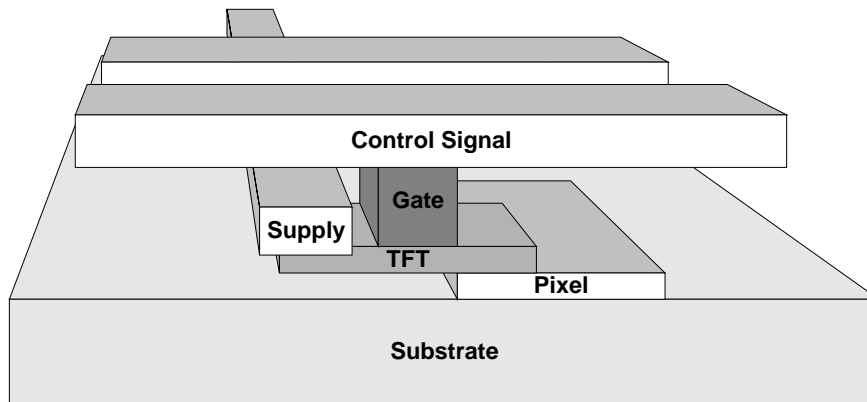 Control Signal
Gate
Supply
TFT
Pixel
Substrate